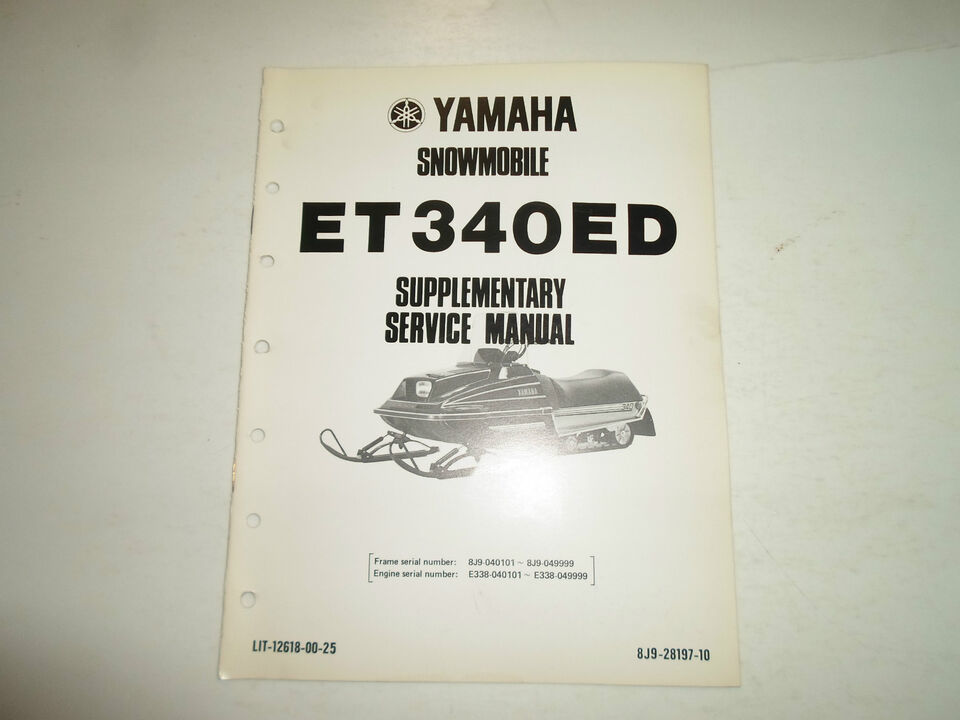 YAMAHA
SNOWMOBILE
ET340ED
SUPPLEMENTARY
SERVICE MANUAL
YAMAHA
340
Frame serial number: 8J9-040101 ~ 8J9-049999
Engine serial number: E338-040101 ~ E338-049999
LIT-12618-00-25
8J9-28197-10